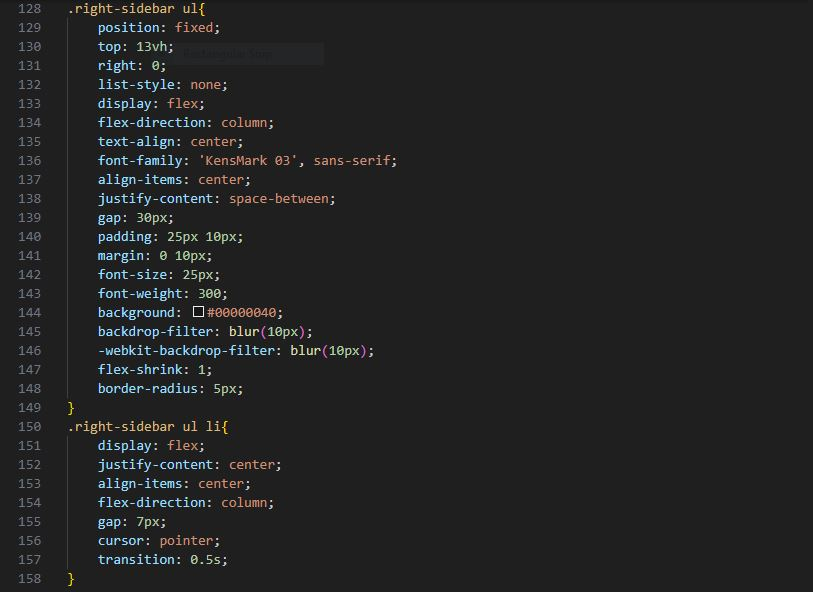 128 .right-sidebar ul{
129 position: fixed;
130 top: 13vh;
Rectangular Snip
131 right: 0;
132 list-style: none;
133 display: flex;
134 flex-direction: column;
135 text-align: center;
136 font-family: 'KensMark 03', sans-serif;
137 align-items: center;
138 justify-content: space-between;
139 gap: 30px;
140 padding: 25px 10px;
141 margin: 0 10px;
142 font-size: 25px;
143 font-weight: 300;
144 background: #00000040;
145 backdrop-filter: blur(10px);
146 -webkit-backdrop-filter: blur(10px);
147 flex-shrink: 1;
148 border-radius: 5px;
149 }
150 .right-sidebar ul li{
151 display: flex;
152 justify-content: center;
153 align-items: center;
154 flex-direction: column;
155 gap: 7px;
156 cursor: pointer;
157 transition: 0.5s;
158 }